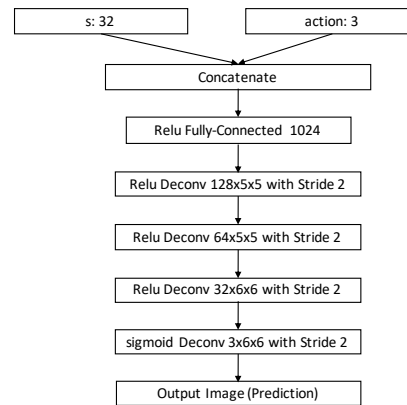 s: 32
action: 3
Concatenate
Relu Fully-Connected 1024
Relu Deconv 128x5x5 with Stride 2
Relu Deconv 64x5x5 with Stride 2
Relu Deconv 32x6x6 with Stride 2
sigmoid Deconv 3x6x6 with Stride 2
Output Image (Prediction)